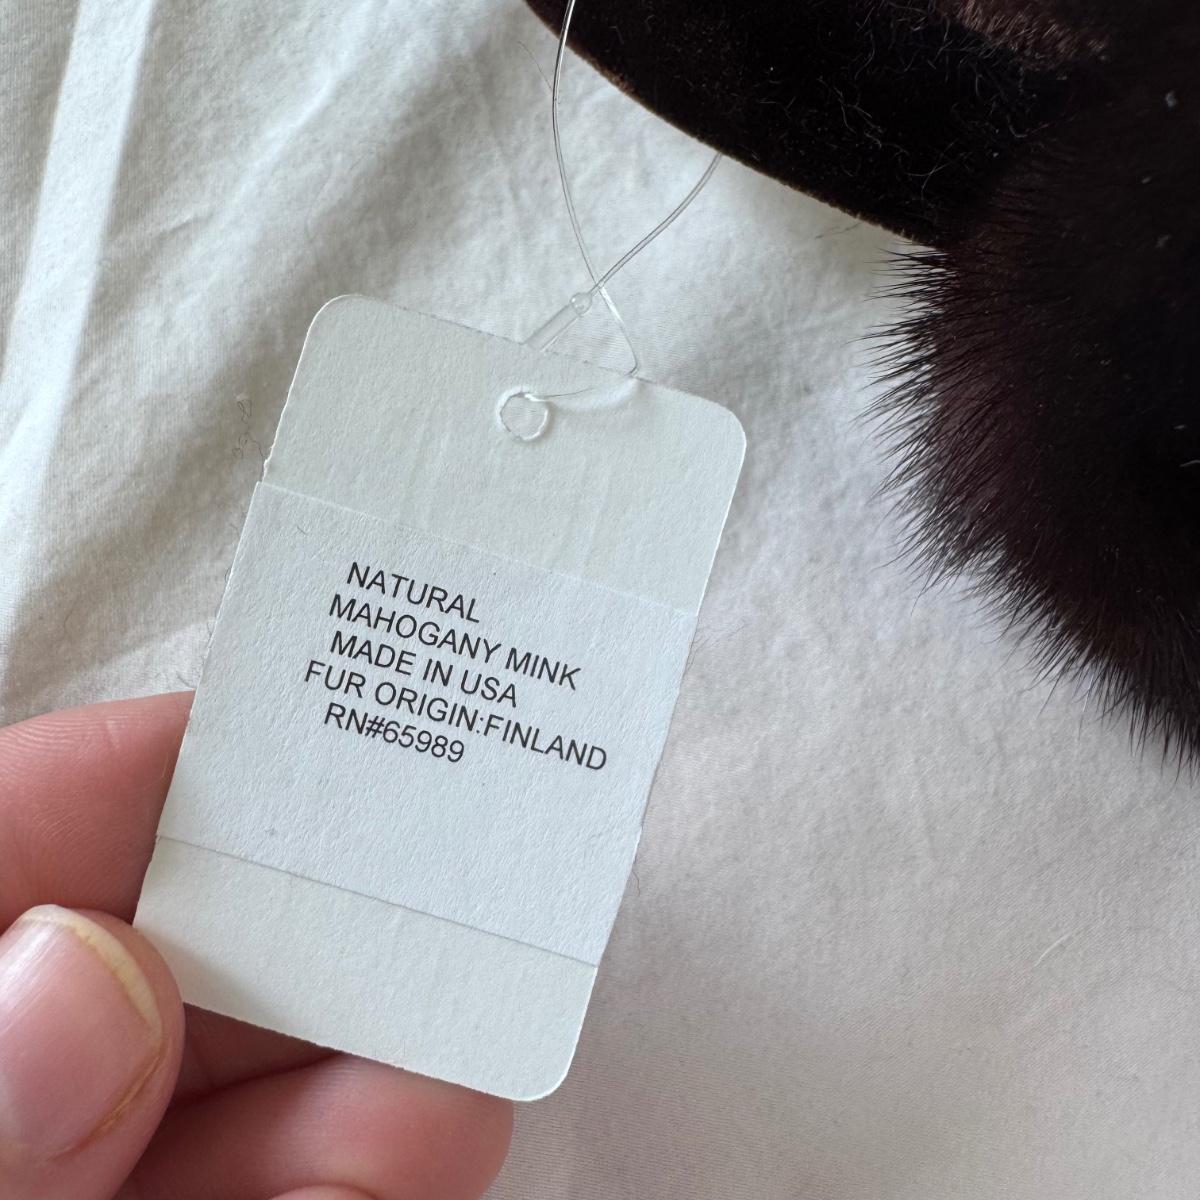 NATURAL
MAHOGANY MINK
MADE IN USA
FUR ORIGIN:FINLAND
RN#65989